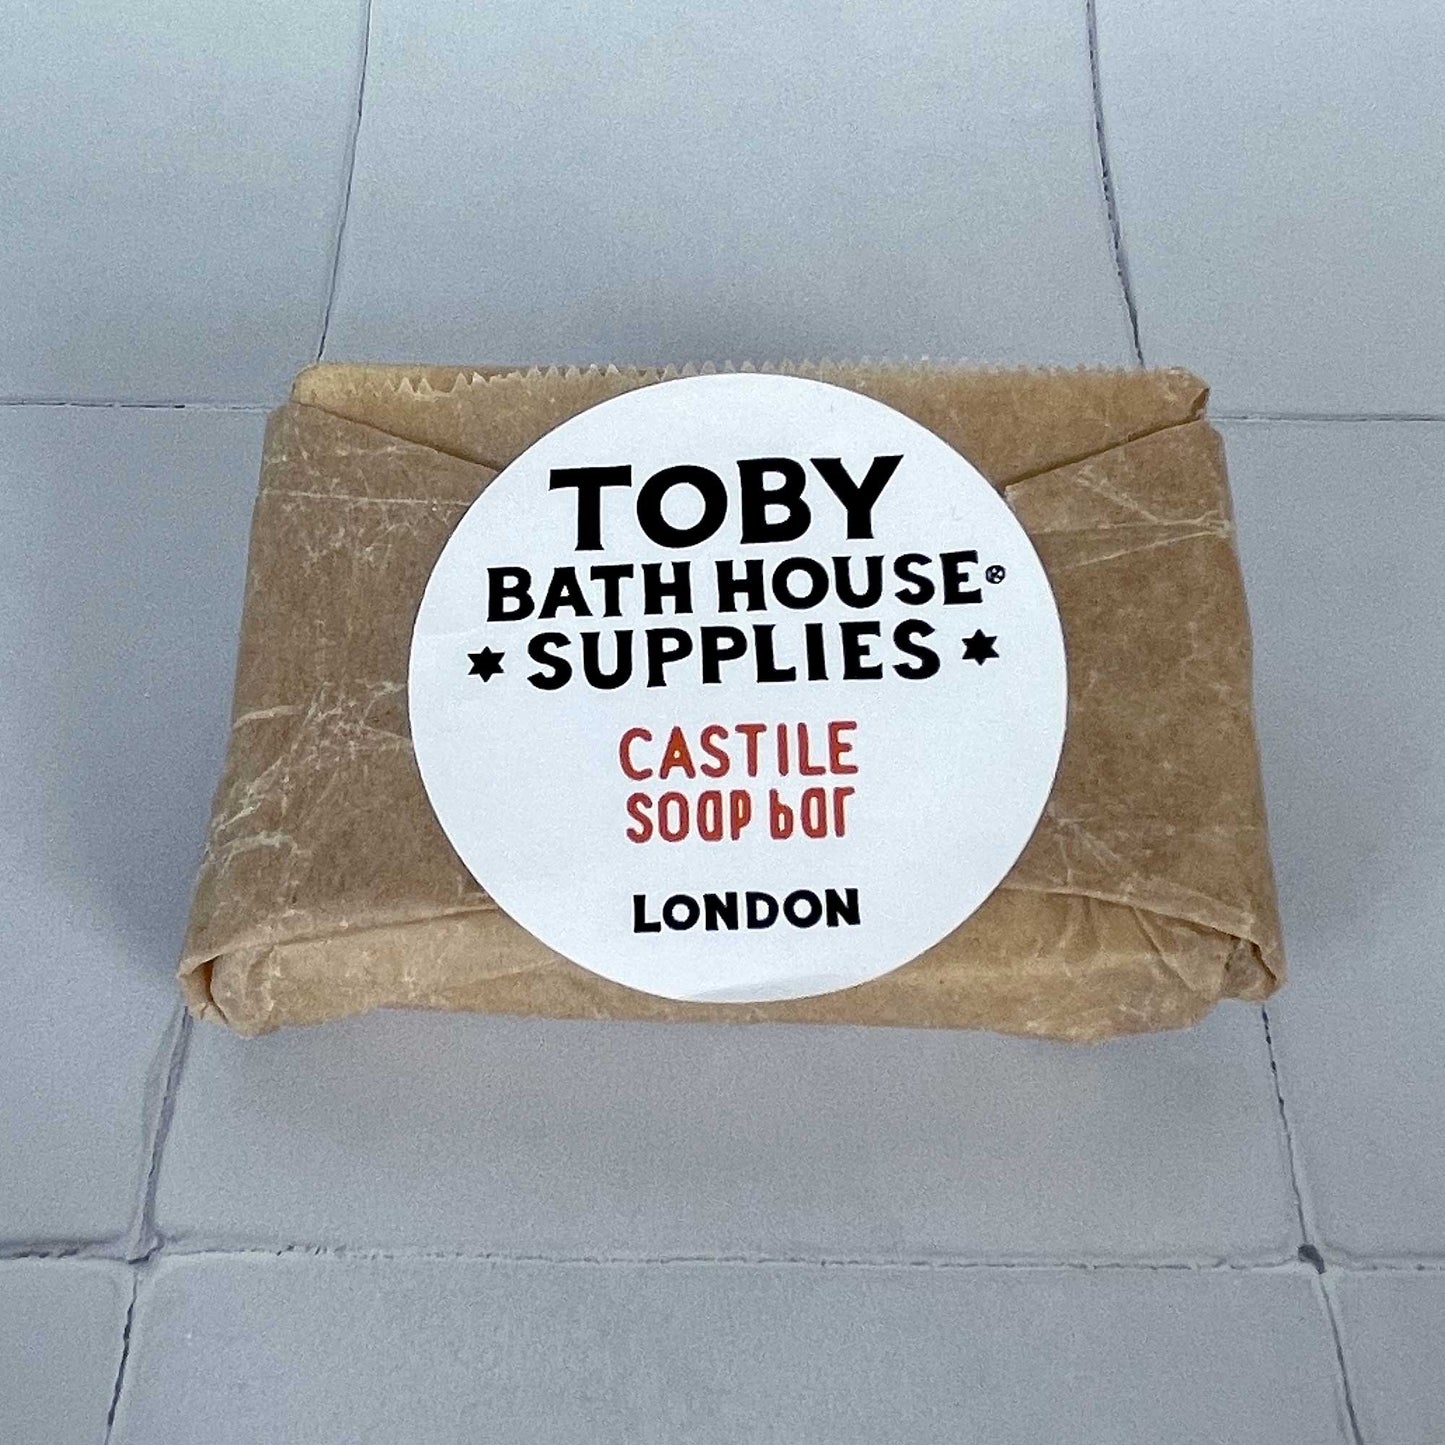 TOBY
BATH HOUSE®
★ SUPPLIES ★
CASTILE
SOap bar
LONDON